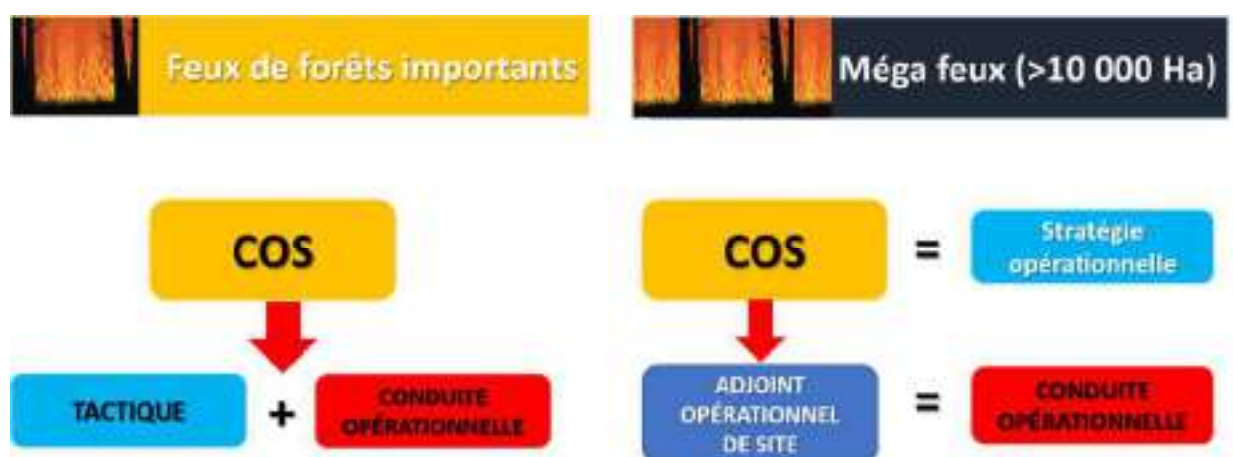 Feux de forêts importants
Méga feux (>10 000 Ha)
COS
TACTIQUE
+
CONDUITE
OPÉRATIONNELLE
COS
=
Stratégie
opérationnelle
ADJOINT
OPÉRATIONNEL
DE SITE
=
CONDUITE
OPÉRATIONNELLE